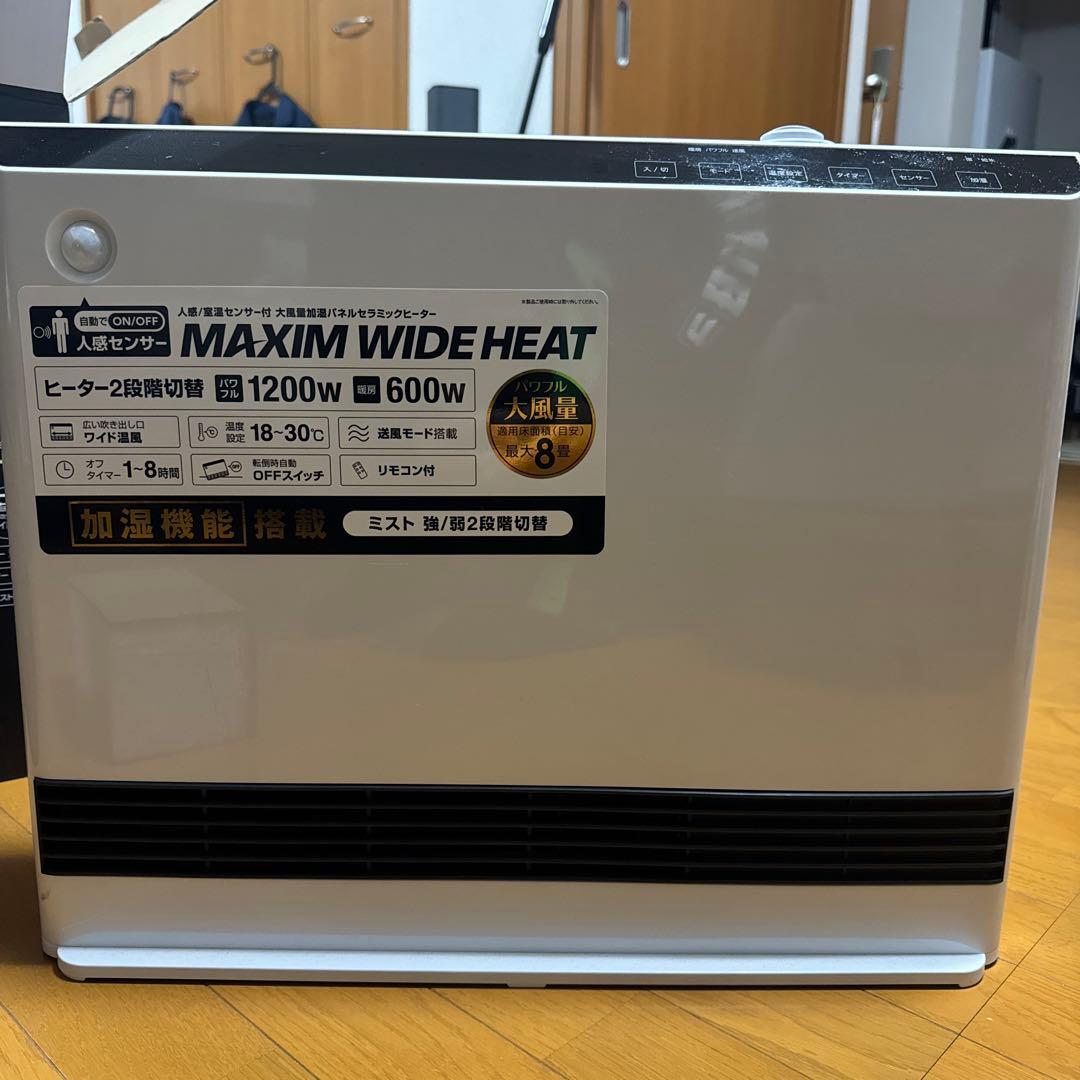 暖房 パワフル 送風
入/切 モード 温度設定 タイマー センサー 加湿
※製品ご使用時には取り外してください。
自動で ON/OFF
人感センサー
人感/室温センサー付 大風量加湿パネルセラミックヒーター
MAXIM WIDE HEAT
ヒーター2段階切替 パワフル 1200w 暖房 600w
パワフル
大風量
適用床面積(目安)
最大8畳
広い吹き出し口
ワイド温風
温度設定 18~30℃
送風モード搭載
オフタイマー 1~8時間
転倒時自動
OFFスイッチ
リモコン付
加湿機能 搭載 ミスト 強/弱2段階切替